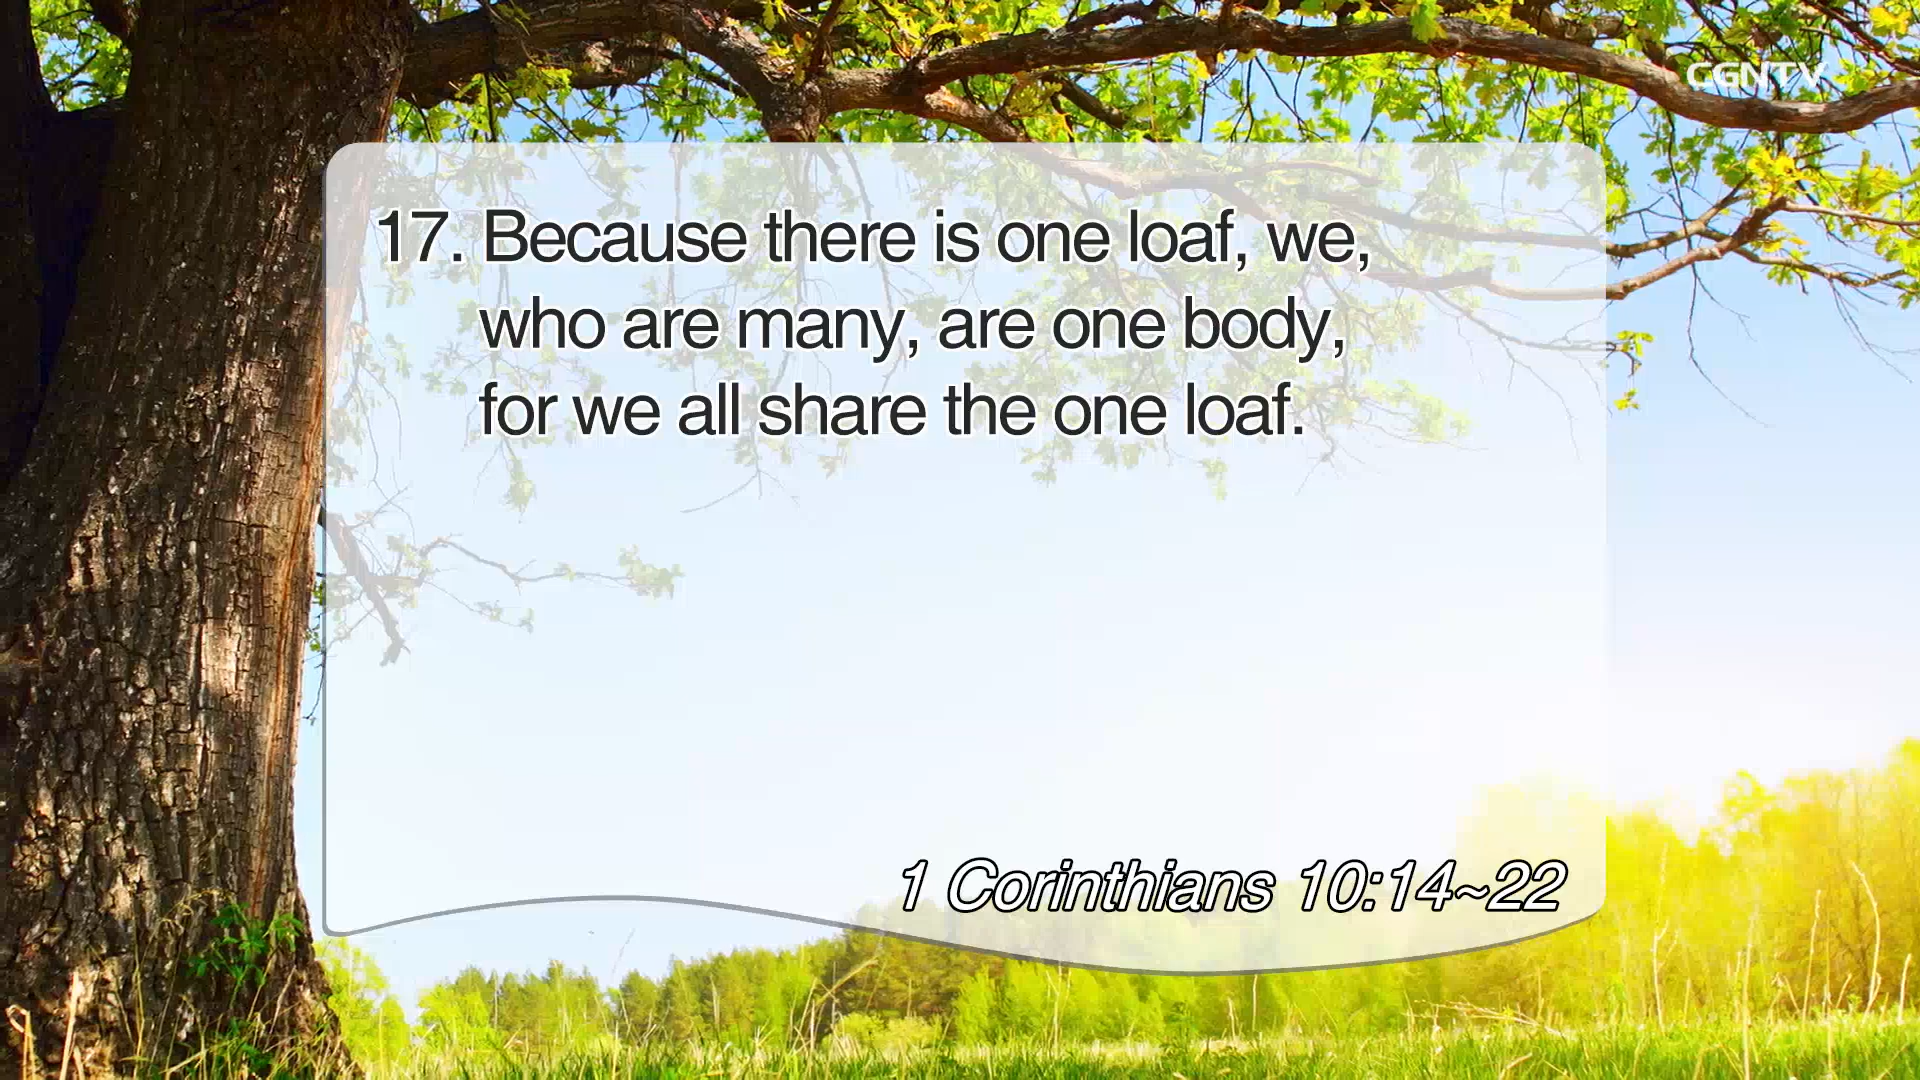 CGNTV
17. Because there is one loaf, we,
who are many, are one body,
for we all share the one loaf.
1 Corinthians 10:14~22